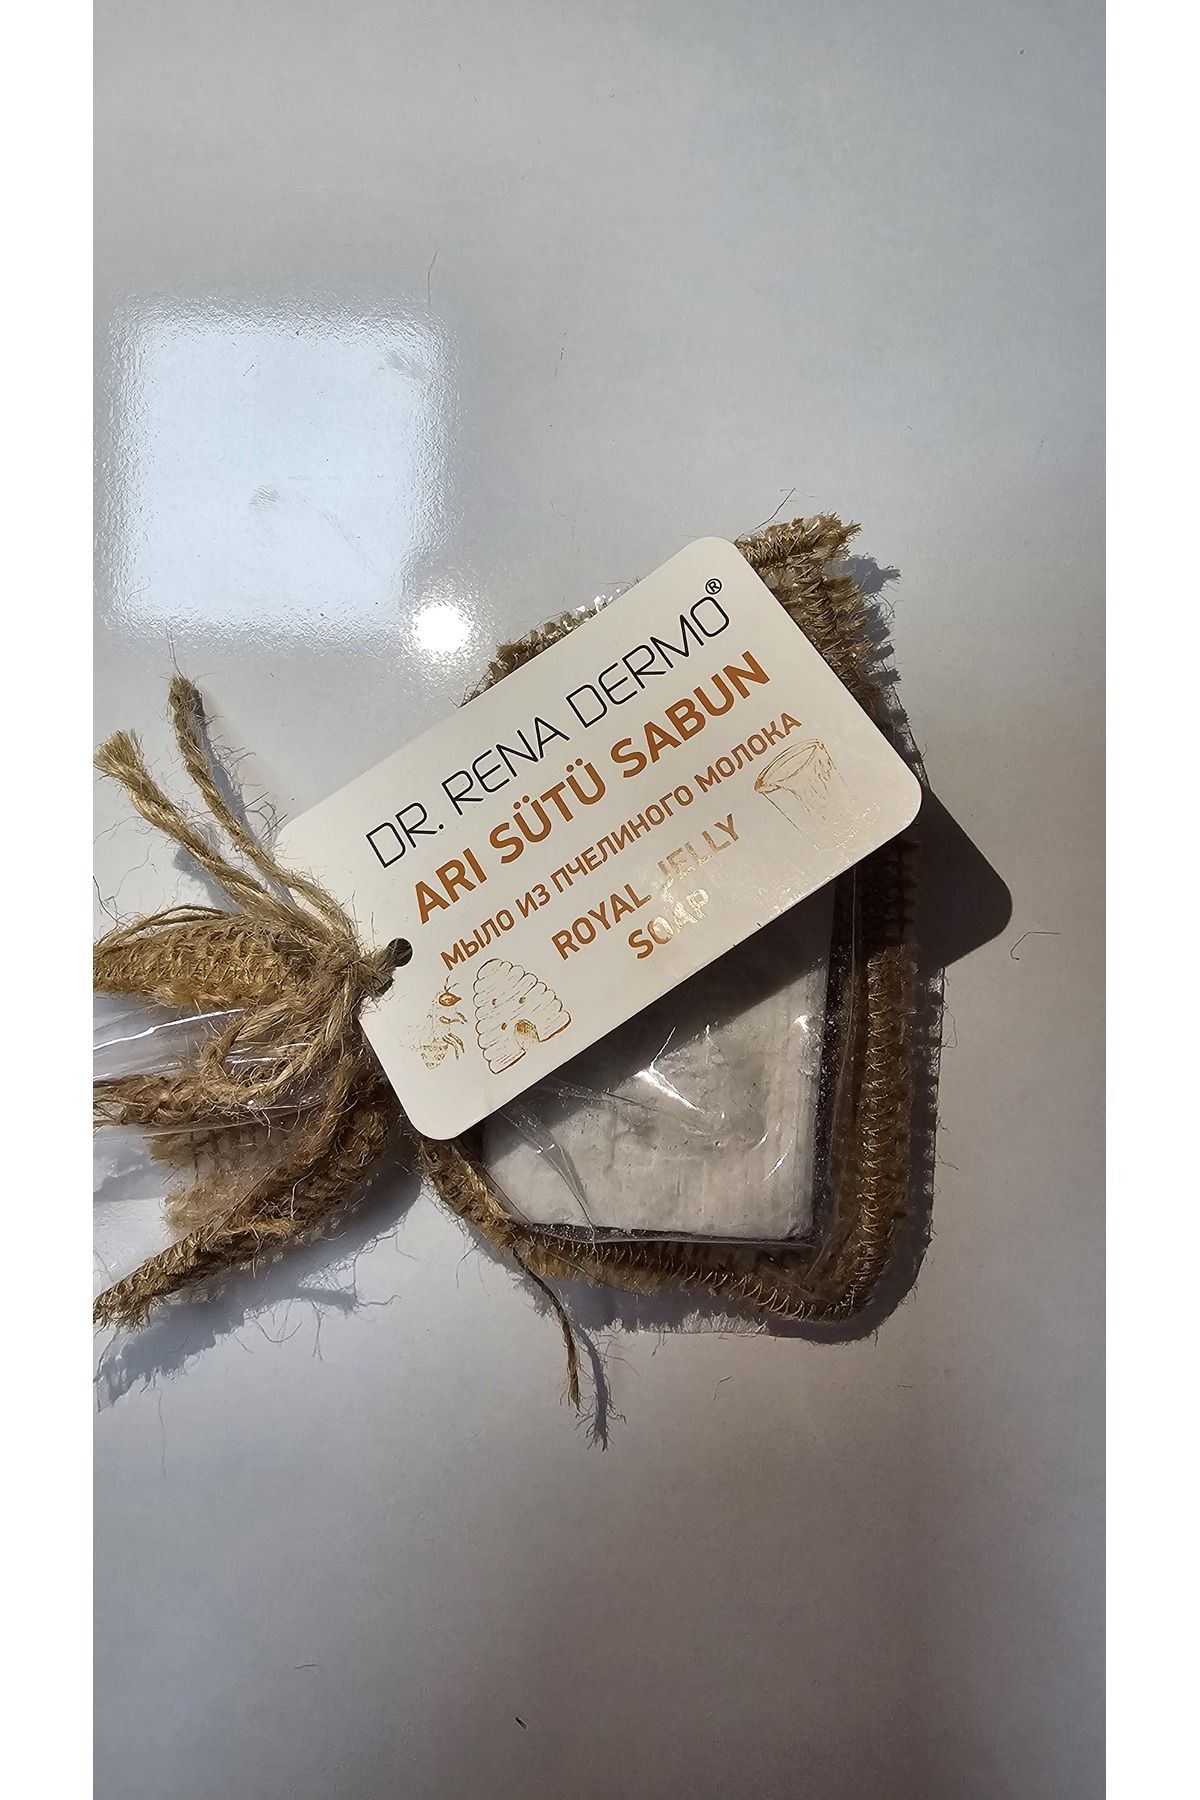 DR. RENA DERMO®
ARI SÜTÜ SABUN
МЫЛО ИЗ ПЧЕЛИНОГО МОЛОКА
ROYAL JELLY
SOAP